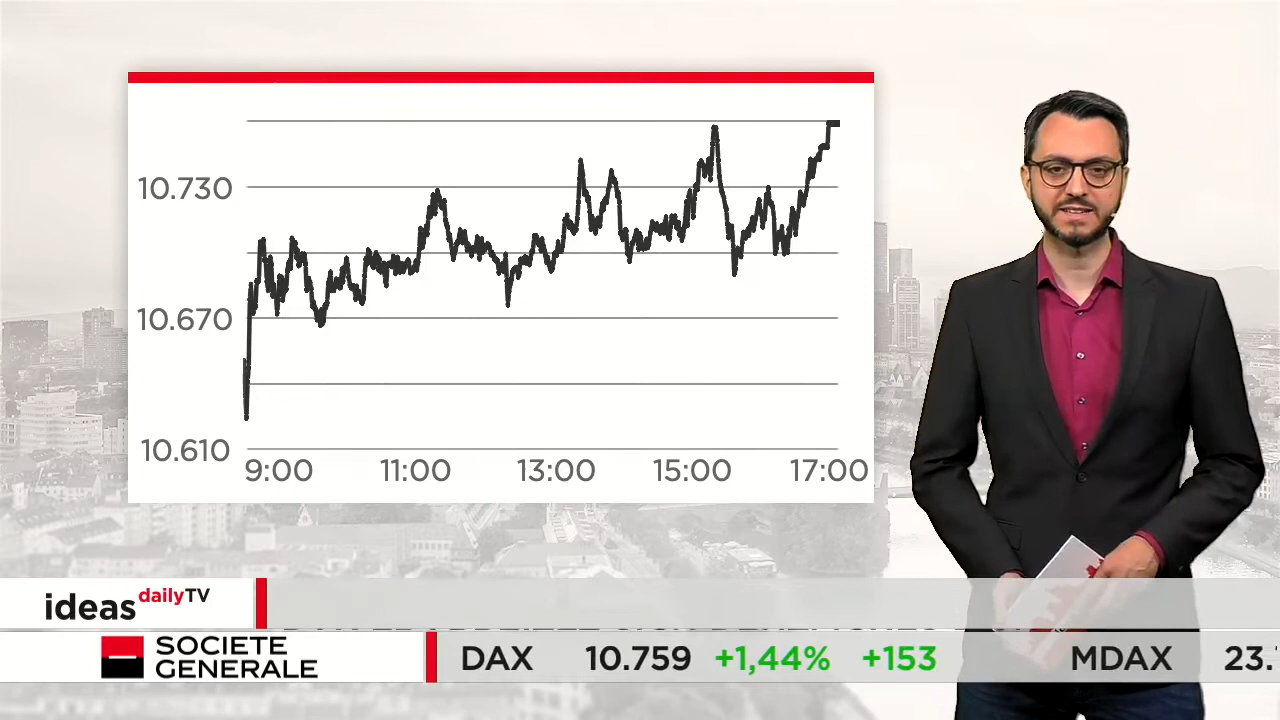 10.730
10.670
10.610
9:00 11:00 13:00 15:00 17:00
ideas dailyTV
SOCIETE
GENERALE
DAX 10.759 +1,44% +153 MDAX 23.